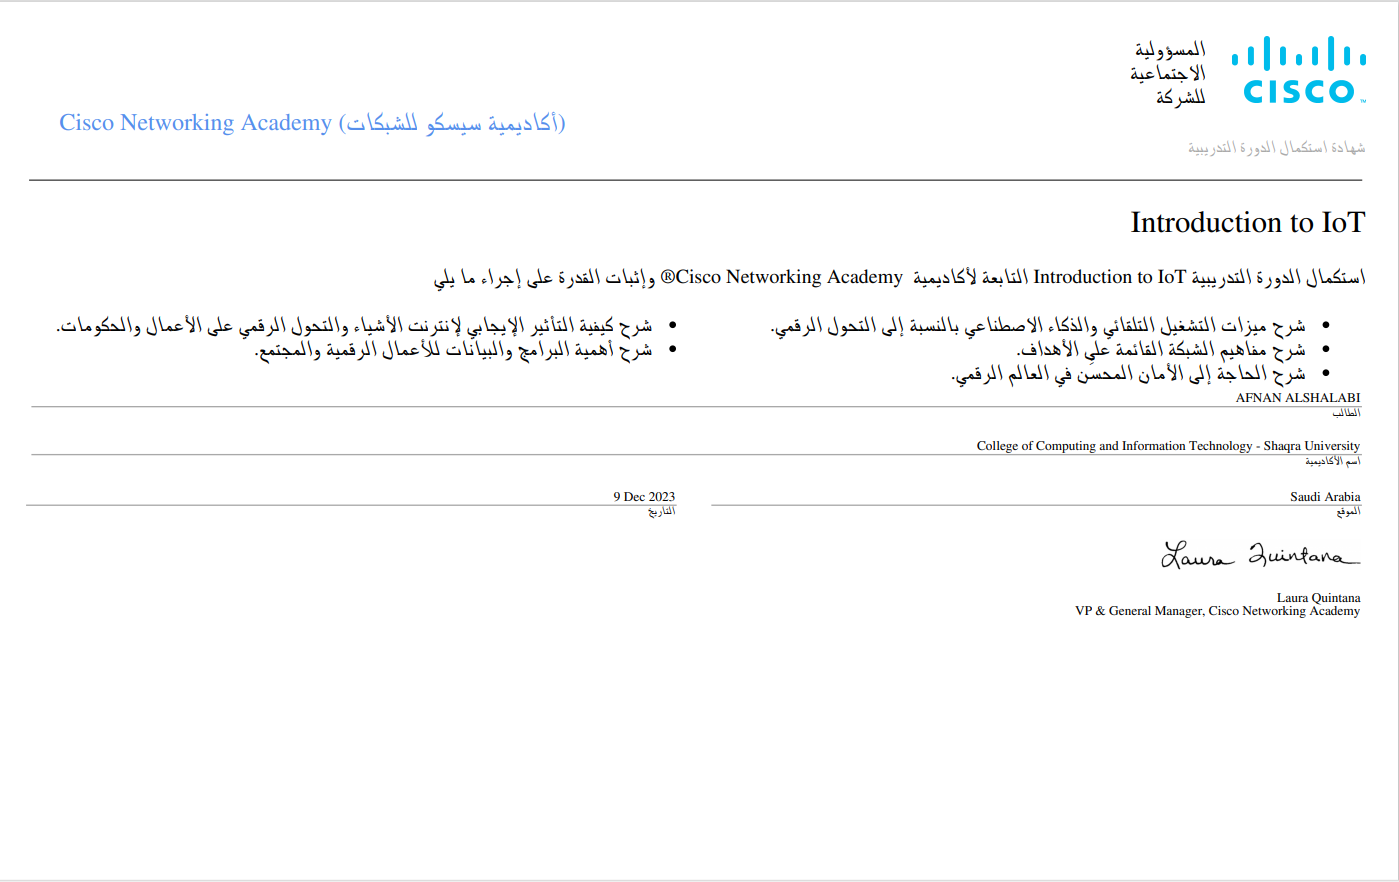 المسؤولية
الاجتماعية
للشركة
CISCO™
Cisco Networking Academy (أكاديمية سيسكو للشبكات)
شهادة استكمال الدورة التدريبية
Introduction to IoT
استكمال الدورة التدريبية Introduction to IoT التابعة لأكاديمية Cisco Networking Academy® وإثبات القدرة على إجراء ما يلي
• شرح ميزات التشغيل التلقائي والذكاء الاصطناعي بالنسبة إلى التحول الرقمي.
• شرح مفاهيم الشبكة القائمة على الأهداف.
• شرح الحاجة إلى الأمان المحسن في العالم الرقمي.
• شرح كيفية التأثير الإيجابي لإنترنت الأشياء والتحول الرقمي على الأعمال والحكومات.
• شرح أهمية البرامج والبيانات للأعمال الرقمية والمجتمع.
AFNAN ALSHALABI
الطالب
College of Computing and Information Technology - Shaqra University
اسم الأكاديمية
Saudi Arabia
الموقع
9 Dec 2023
التاريخ
Laura Quintana
Laura Quintana
VP & General Manager, Cisco Networking Academy